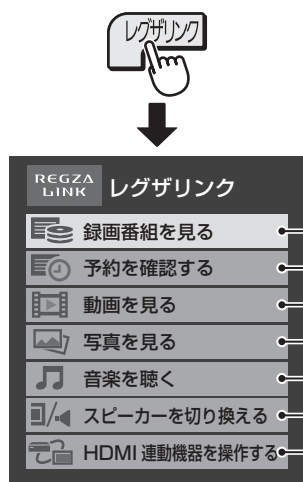 レグザリンク
REGZA
LINK
レグザリンク
録画番組を見る
予約を確認する
動画を見る
写真を見る
音楽を聴く
スピーカーを切り換える
HDMI 連動機器を操作する